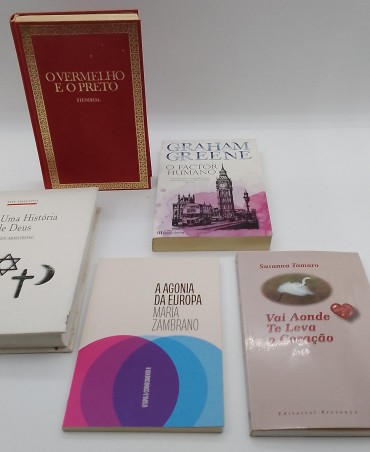 O VERMELHO
E O PRETO
STENDHAL
GRAHAM
GREENE
O FACTOR
HUMANO
Uma História
de Deus
A AGONIA
DA EUROPA
MARIA
ZAMBRANO
Susanna Tamaro
Vai Aonde
Te Leva
o Coração
Editorial Presença